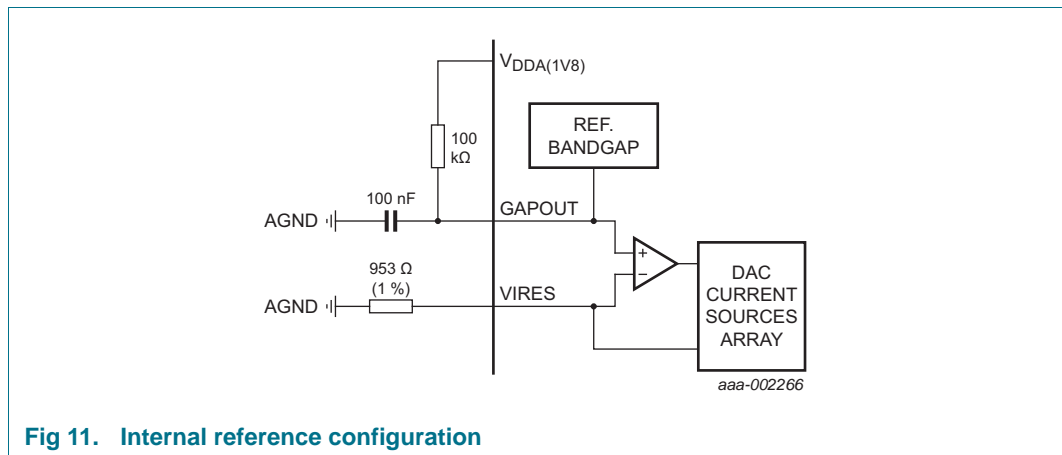 VDDA(1V8)
100
kΩ
REF.
BANDGAP
100 nF
AGND
GAPOUT
+
−
953 Ω
(1 %)
AGND
VIRES
DAC
CURRENT
SOURCES
ARRAY
aaa-002266
Fig 11. Internal reference configuration